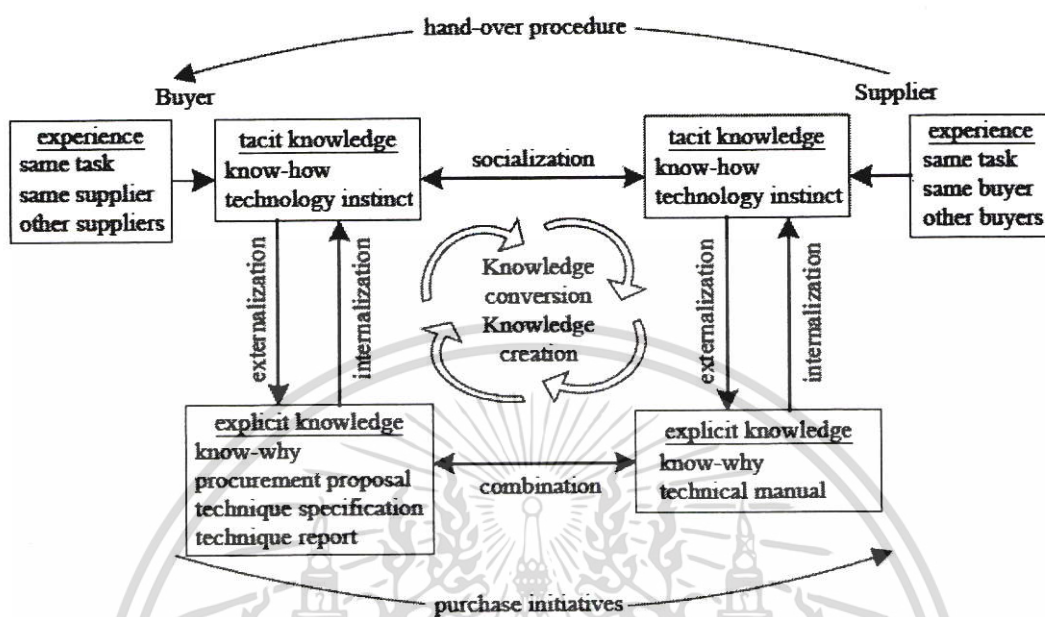 hand-over procedure
Buyer
Supplier
experience
same task
same supplier
other suppliers
tacit knowledge
know-how
technology instinct
socialization
tacit knowledge
know-how
technology instinct
experience
same task
same buyer
other buyers
externalization
internalization
Knowledge
conversion
Knowledge
creation
externalization
internalization
explicit knowledge
know-why
procurement proposal
technique specification
technique report
combination
explicit knowledge
know-why
technical manual
purchase initiatives